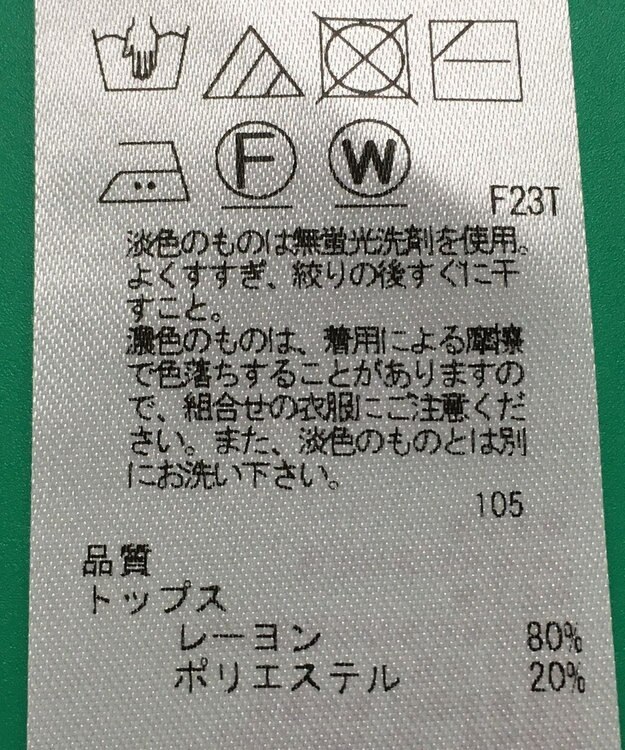 F W
F23T
淡色のものは無蛍光洗剤を使用。
よくすすぎ、絞りの後すぐに干
すこと。
濃色のものは、着用による摩擦
で色落ちすることがありますの
で、組合せの衣服にご注意くだ
さい。また、淡色のものとは別
にお洗い下さい。
105
品質
トップス
レーヨン 80%
ポリエステル 20%